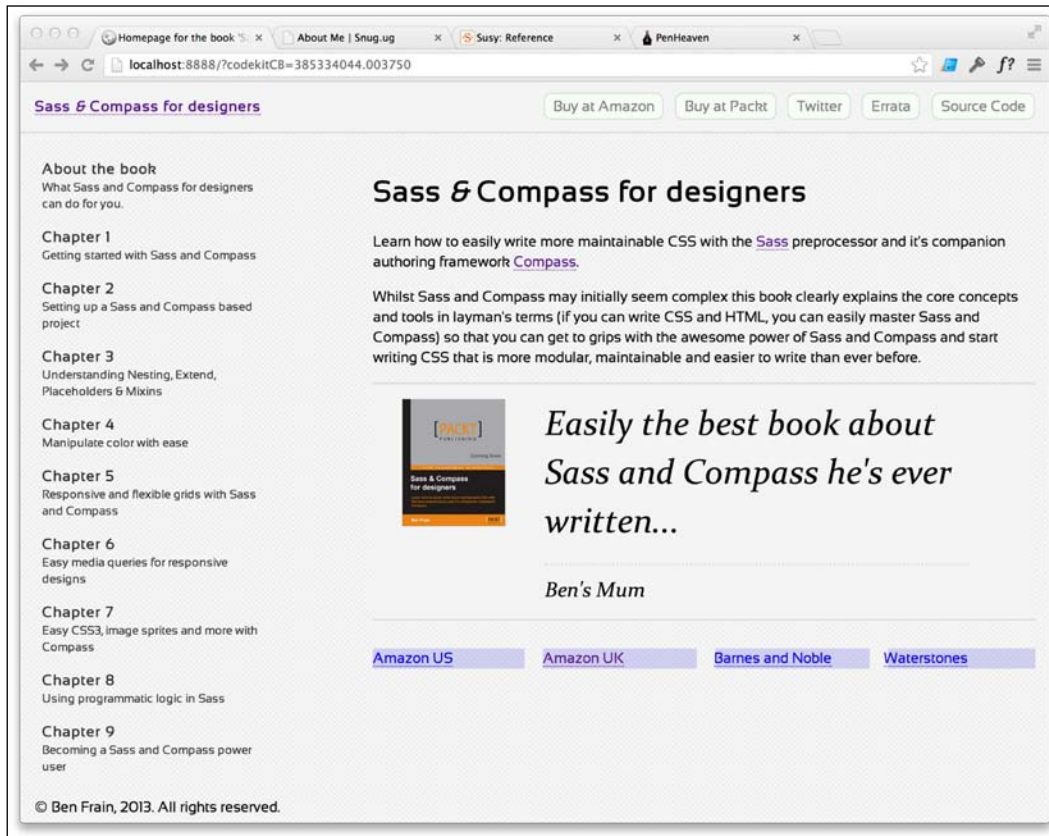 Homepage for the book 'S
About Me | Snug.ug
Susy: Reference
PenHeaven
localhost:8888/?codekitCB=385334044.003750
f?
Sass & Compass for designers
Buy at Amazon
Buy at Packt
Twitter
Errata
Source Code
About the book
What Sass and Compass for designers
can do for you.
Chapter 1
Getting started with Sass and Compass
Chapter 2
Setting up a Sass and Compass based
project
Chapter 3
Understanding Nesting, Extend,
Placeholders & Mixins
Chapter 4
Manipulate color with ease
Chapter 5
Responsive and flexible grids with Sass
and Compass
Chapter 6
Easy media queries for responsive
designs
Chapter 7
Easy CSS3, image sprites and more with
Compass
Chapter 8
Using programmatic logic in Sass
Chapter 9
Becoming a Sass and Compass power
user
Sass & Compass for designers
Learn how to easily write more maintainable CSS with the Sass preprocessor and it's companion
authoring framework Compass.
Whilst Sass and Compass may initially seem complex this book clearly explains the core concepts
and tools in layman's terms (if you can write CSS and HTML, you can easily master Sass and
Compass) so that you can get to grips with the awesome power of Sass and Compass and start
writing CSS that is more modular, maintainable and easier to write than ever before.
[PACKT]
PUBLISHING
Sass & Compass
for designers
Ben Frain
Easily the best book about
Sass and Compass he's ever
written...
Ben's Mum
Amazon US
Amazon UK
Barnes and Noble
Waterstones
© Ben Frain, 2013. All rights reserved.